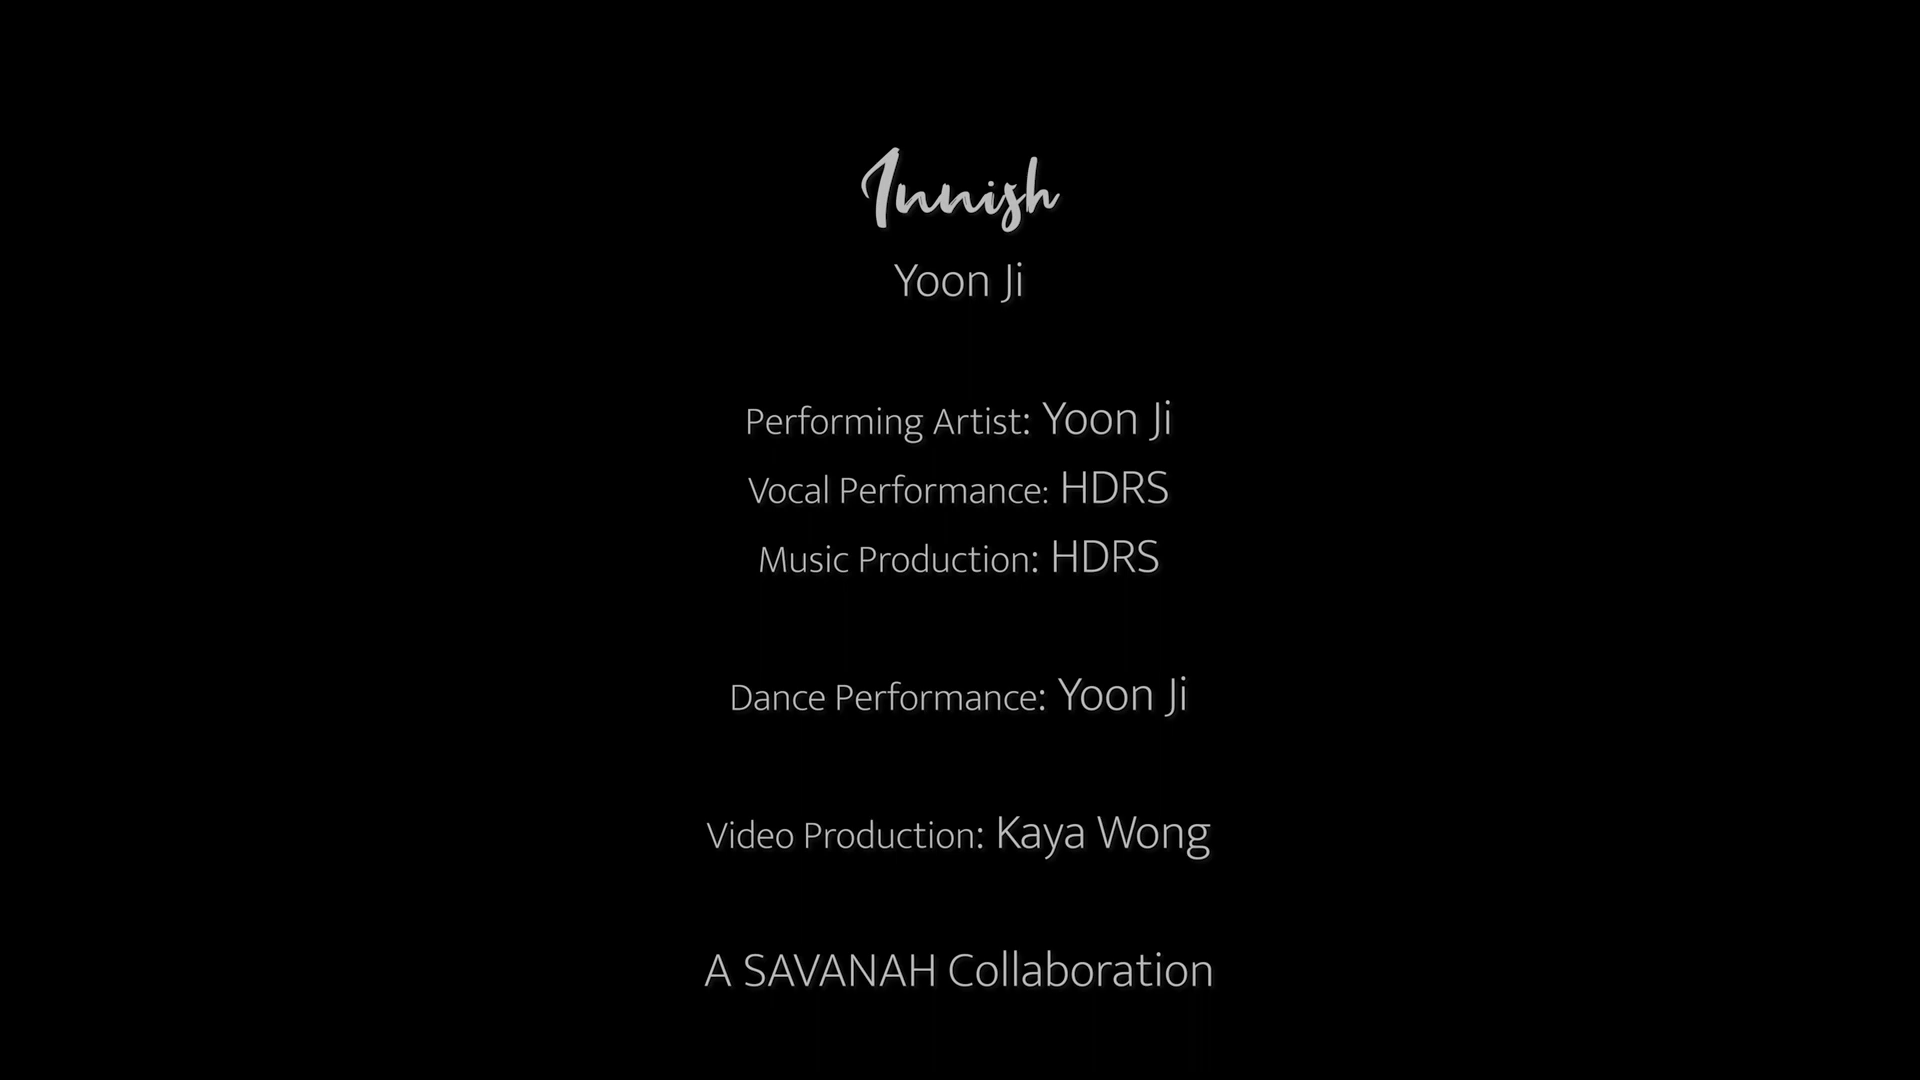 Innish
Yoon Ji
Performing Artist: Yoon Ji
Vocal Performance: HDRS
Music Production: HDRS
Dance Performance: Yoon Ji
Video Production: Kaya Wong
A SAVANAH Collaboration